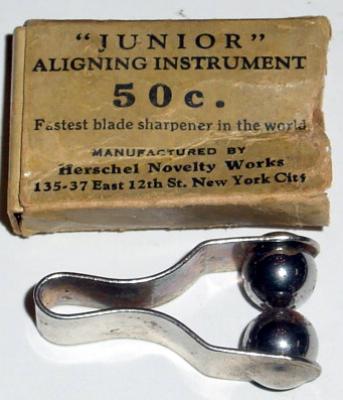 "JUNIOR"
ALIGNING INSTRUMENT
50c.
Fastest blade sharpener in the world
MANUFACTURED BY
Herschel Novelty Works
135-37 East 12th St. New York City